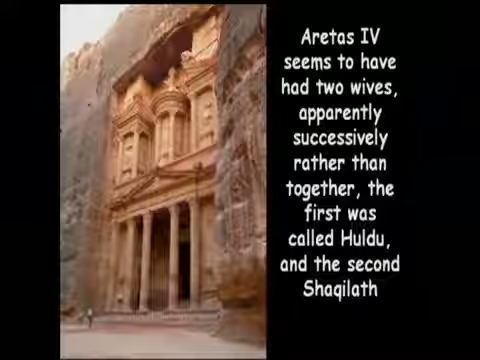 Aretas IV
seems to have
had two wives,
apparently
successively
rather than
together, the
first was
called Huldu,
and the second
Shaqilath